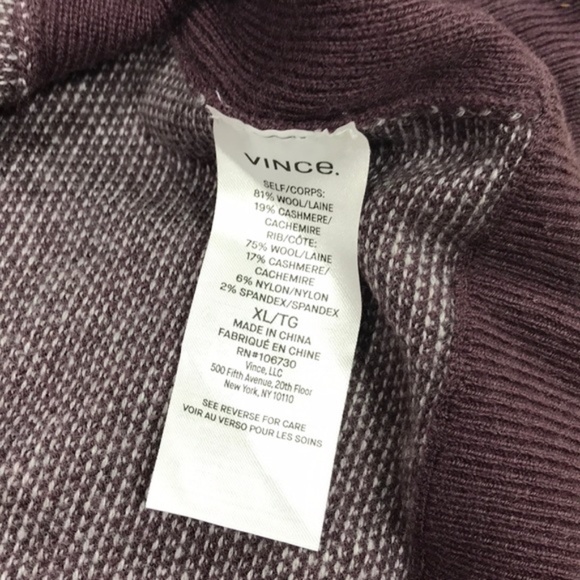 VINCe.
SELF/CORPS:
81% WOOL/LAINE
19% CASHMERE/
CACHEMIRE
RIB/CÔTE:
75% WOOL/LAINE
17% CASHMERE/
CACHEMIRE
6% NYLON/NYLON
2% SPANDEX/SPANDEX
XL/TG
MADE IN CHINA
FABRIQUÉ EN CHINE
RN#106730
Vince, LLC
500 Fifth Avenue, 20th Floor
New York, NY 10110
SEE REVERSE FOR CARE
VOIR AU VERSO POUR LES SOINS